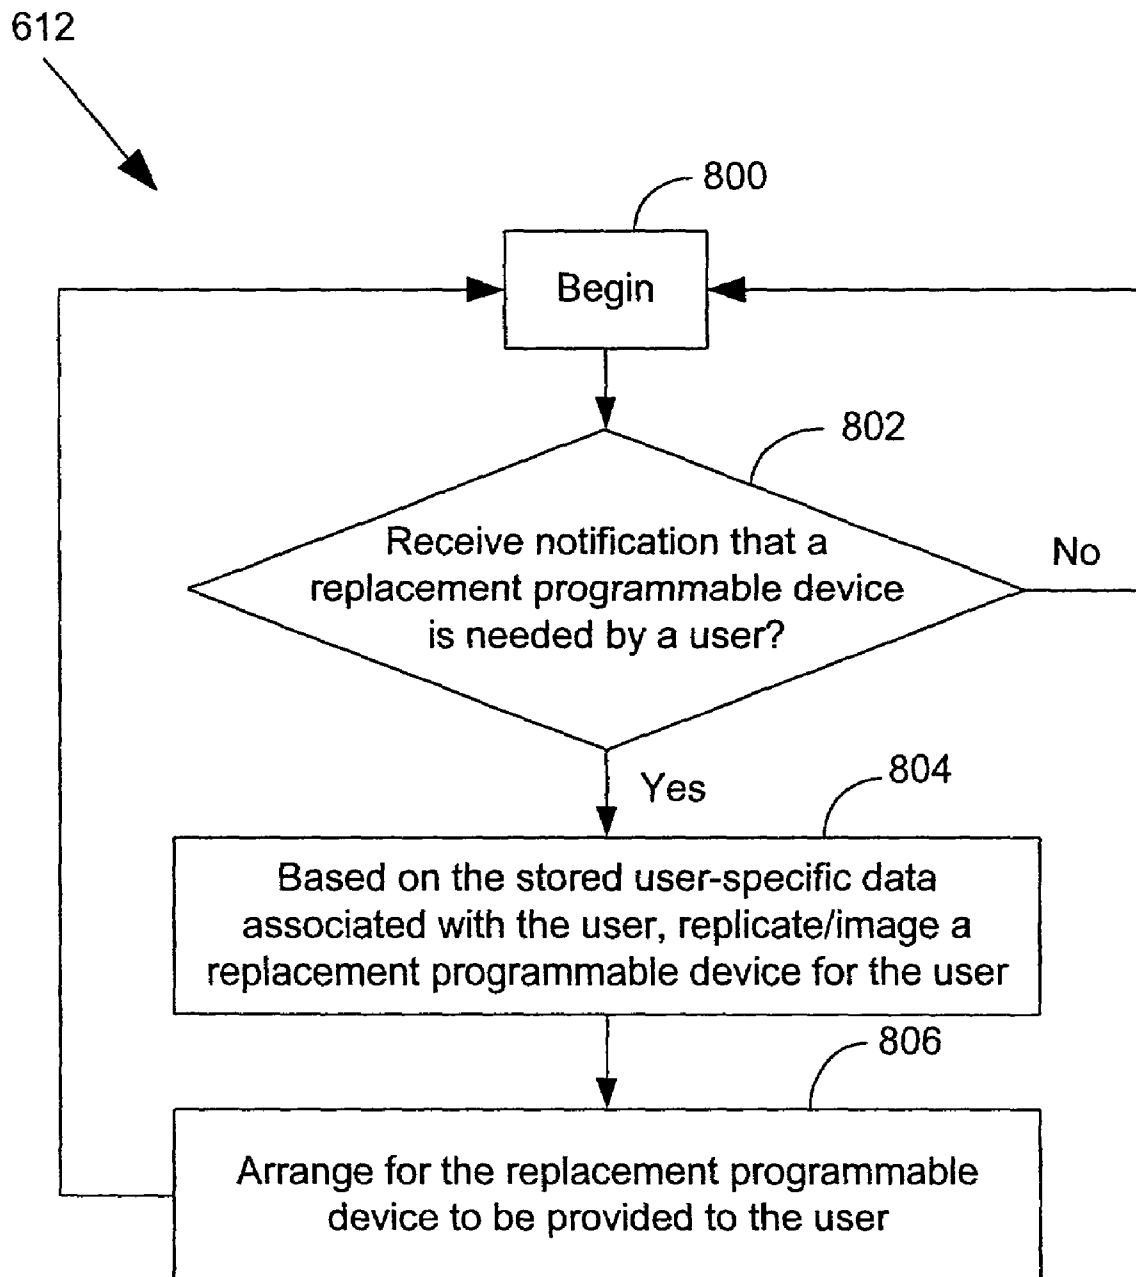 612
800
Begin
802
Receive notification that a
replacement programmable device
is needed by a user?
No
Yes
804
Based on the stored user-specific data
associated with the user, replicate/image a
replacement programmable device for the user
806
Arrange for the replacement programmable
device to be provided to the user